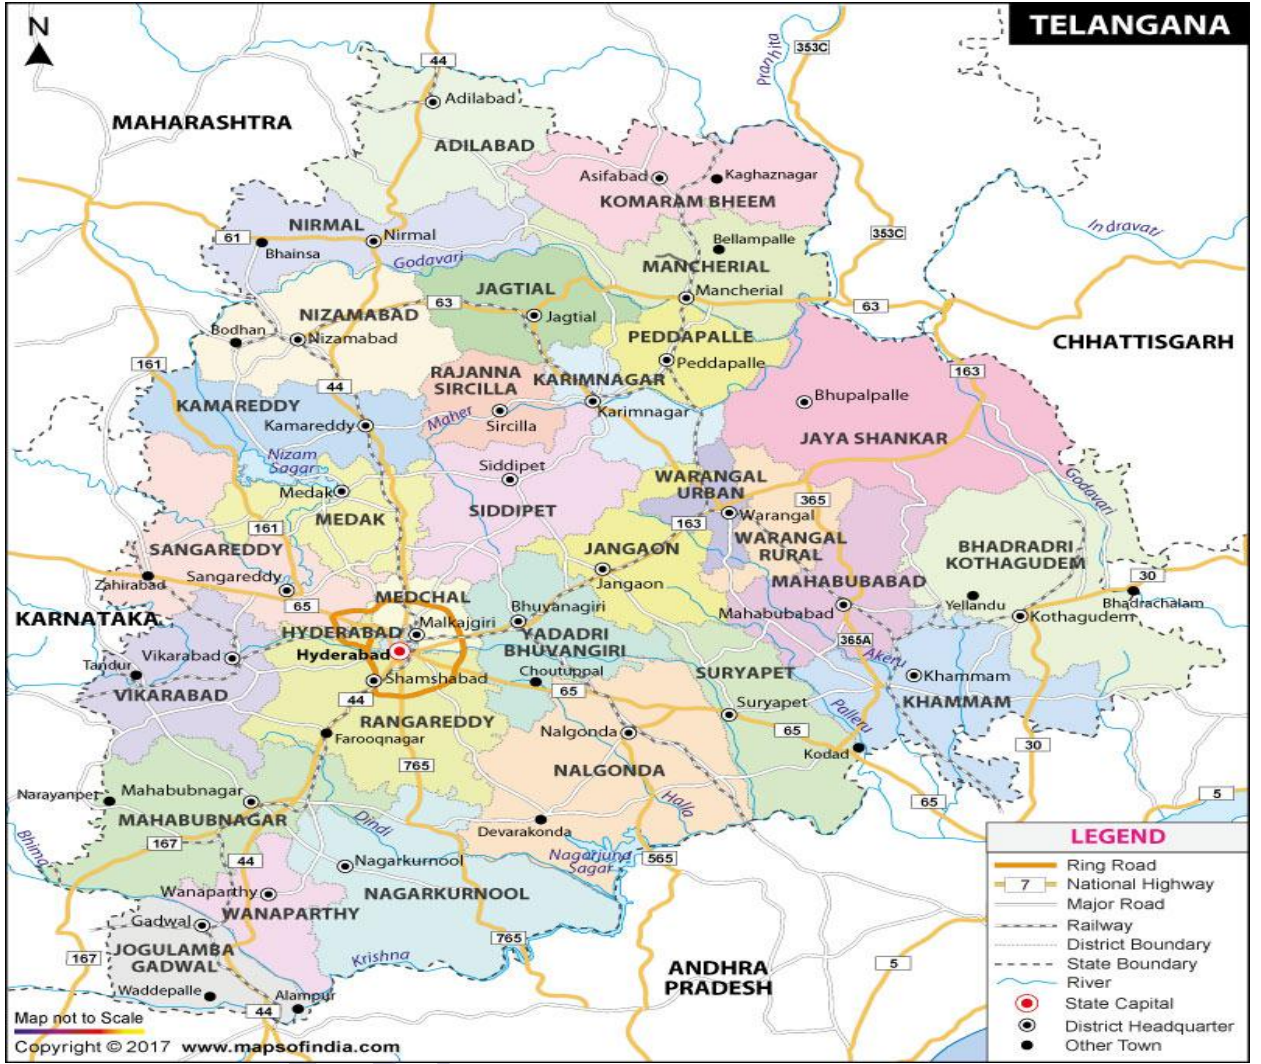 N
TELANGANA
353C
Pranhita
44
Adilabad
MAHARASHTRA
ADILABAD
Asifabad
Kaghaznagar
KOMARAM BHEEM
NIRMAL
61
Nirmal
Bhainsa
Godavari
353C
Indravati
Bellampalle
MANCHERIAL
Mancherial
JAGTIAL
63
Jagtial
63
NIZAMABAD
Bodhan
Nizamabad
PEDDAPALLE
Peddapalle
CHHATTISGARH
161
44
RAJANNA
SIRCILLA
KARIMNAGAR
163
KAMAREDDY
Kamareddy
Maher
Sircilla
Karimnagar
Bhupalpalle
JAYA SHANKAR
Nizam
Sagar
Siddipet
Medak
MEDAK
SIDDIPET
WARANGAL
URBAN
Godavari
365
163
Warangal
161
WARANGAL
RURAL
SANGAREDDY
JANGAON
BHADRADRI
KOTHAGUDEM
Zahirabad
Sangareddy
Jangaon
MAHABUBABAD
30
65
MEDCHAL
Bhuyanagiri
Mahabubabad
Yellandu
Bhadrachalam
KARNATAKA
HYDERABAD
Malkajgiri
YADADRI
BHUVANGIRI
Kothagudem
365A
Hyderabad
Vikarabad
Tandur
Akeru
Shamshabad
Choutuppal
SURYAPET
Khammam
VIKARABAD
44
65
Suryapet
KHAMMAM
Palleru
RANGAREDDY
Farooqnagar
Nalgonda
65
Kodad
30
765
NALGONDA
Narayanpet
Mahabubnagar
Halla
65
5
MAHABUBNAGAR
Dindi
Devarakonda
Bhima
167
44
Nagarkurnool
Nagarjuna
Sagar
565
Wanaparthy
NAGARKURNOOL
WANAPARTHY
Gadwal
JOGULAMBA
GADWAL
167
Krishna
765
ANDHRA
PRADESH
5
Waddepalle
Alampur
44
LEGEND
Ring Road
7 National Highway
Major Road
Railway
District Boundary
State Boundary
River
State Capital
District Headquarter
Other Town
Map not to Scale
Copyright © 2017 www.mapsofindia.com